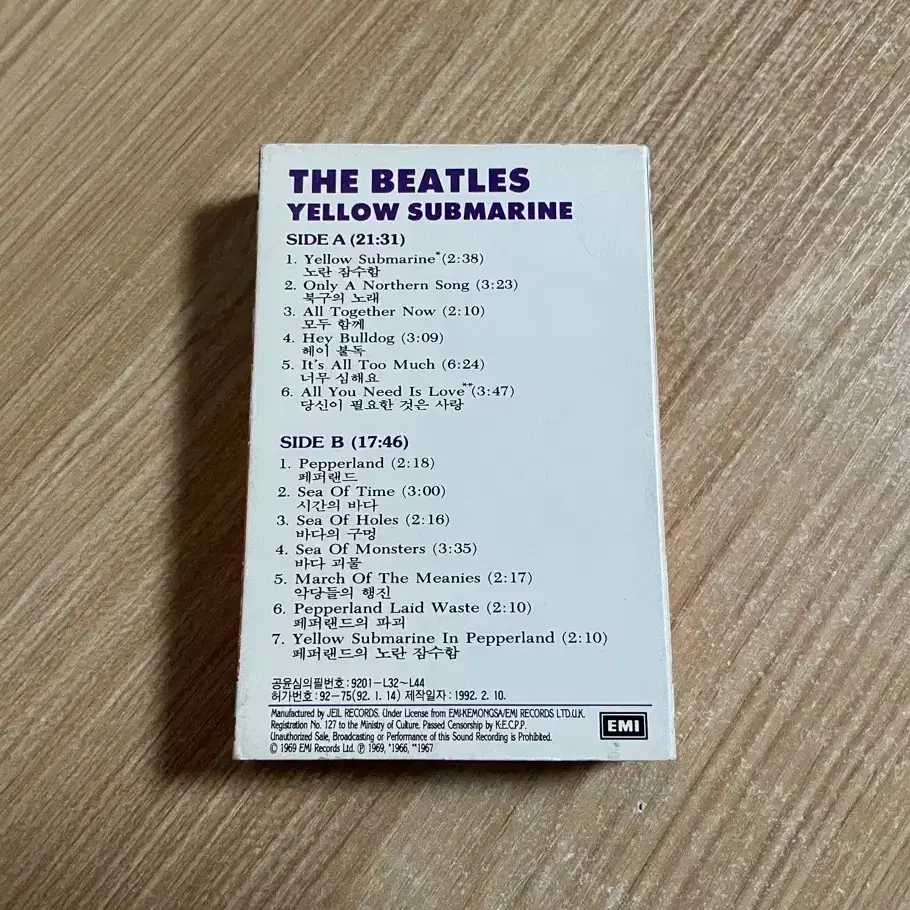 THE BEATLES
YELLOW SUBMARINE
SIDE A (21:31)
1. Yellow Submarine*(2:38)
노란 잠수함
2. Only A Northern Song (3:23)
북구의 노래
3. All Together Now (2:10)
모두 함께
4. Hey Bulldog (3:09)
헤이 불독
5. It's All Too Much (6:24)
너무 심해요
6. All You Need Is Love**(3:47)
당신이 필요한 것은 사랑
SIDE B (17:46)
1. Pepperland (2:18)
페퍼랜드
2. Sea Of Time (3:00)
시간의 바다
3. Sea Of Holes (2:16)
바다의 구멍
4. Sea Of Monsters (3:35)
바다 괴물
5. March Of The Meanies (2:17)
악당들의 행진
6. Pepperland Laid Waste (2:10)
페퍼랜드의 파괴
7. Yellow Submarine In Pepperland (2:10)
페퍼랜드의 노란 잠수함
공윤심의필번호: 9201-L32~L44
허가번호: 92-75(92. 1. 14) 제작일자: 1992. 2. 10.
Manufactured by JEIL RECORDS. Under License from EMI-KEMONGSA/EMI RECORDS LTD.U.K.
Registration No. 127 to the Ministry of Culture. Passed Censorship by K.E.C.P.P.
Unauthorized Sale, Broadcasting or Performance of this Sound Recording is Prohibited.
© 1969 EMI Records Ltd. ℗ 1969, *1966, **1967
EMI